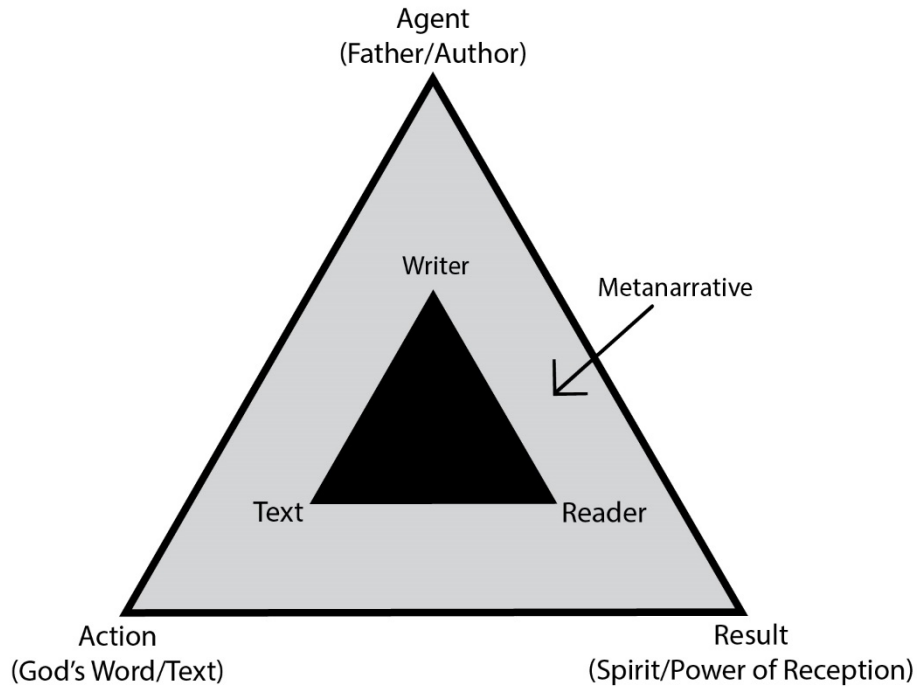 Agent
(Father/Author)
Writer
Metanarrative
Text
Reader
Action
(God's Word/Text)
Result
(Spirit/Power of Reception)